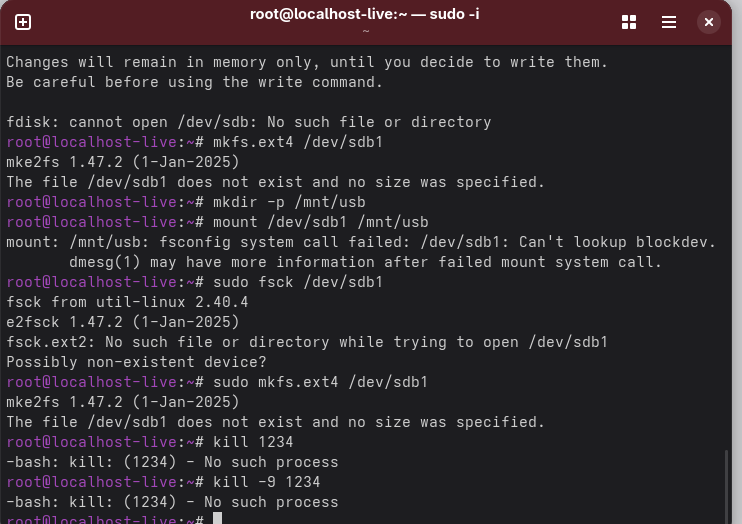 root@localhost-live:~ — sudo -i
~
Changes will remain in memory only, until you decide to write them.
Be careful before using the write command.
fdisk: cannot open /dev/sdb: No such file or directory
root@localhost-live:~# mkfs.ext4 /dev/sdb1
mke2fs 1.47.2 (1-Jan-2025)
The file /dev/sdb1 does not exist and no size was specified.
root@localhost-live:~# mkdir -p /mnt/usb
root@localhost-live:~# mount /dev/sdb1 /mnt/usb
mount: /mnt/usb: fsconfig system call failed: /dev/sdb1: Can't lookup blockdev.
       dmesg(1) may have more information after failed mount system call.
root@localhost-live:~# sudo fsck /dev/sdb1
fsck from util-linux 2.40.4
e2fsck 1.47.2 (1-Jan-2025)
fsck.ext2: No such file or directory while trying to open /dev/sdb1
Possibly non-existent device?
root@localhost-live:~# sudo mkfs.ext4 /dev/sdb1
mke2fs 1.47.2 (1-Jan-2025)
The file /dev/sdb1 does not exist and no size was specified.
root@localhost-live:~# kill 1234
-bash: kill: (1234) - No such process
root@localhost-live:~# kill -9 1234
-bash: kill: (1234) - No such process
root@localhost-live:~#